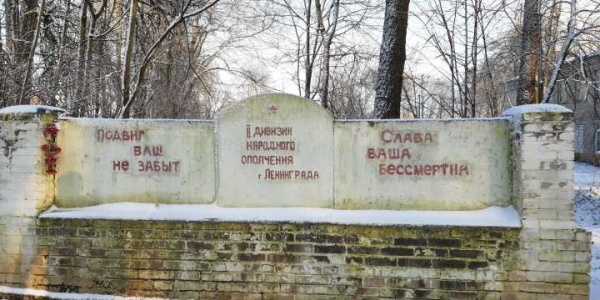 Подвиг
ваш
не забыт
II дивизии
народного
ополчения
г Ленинграда
Слава
ваша
бессмертна